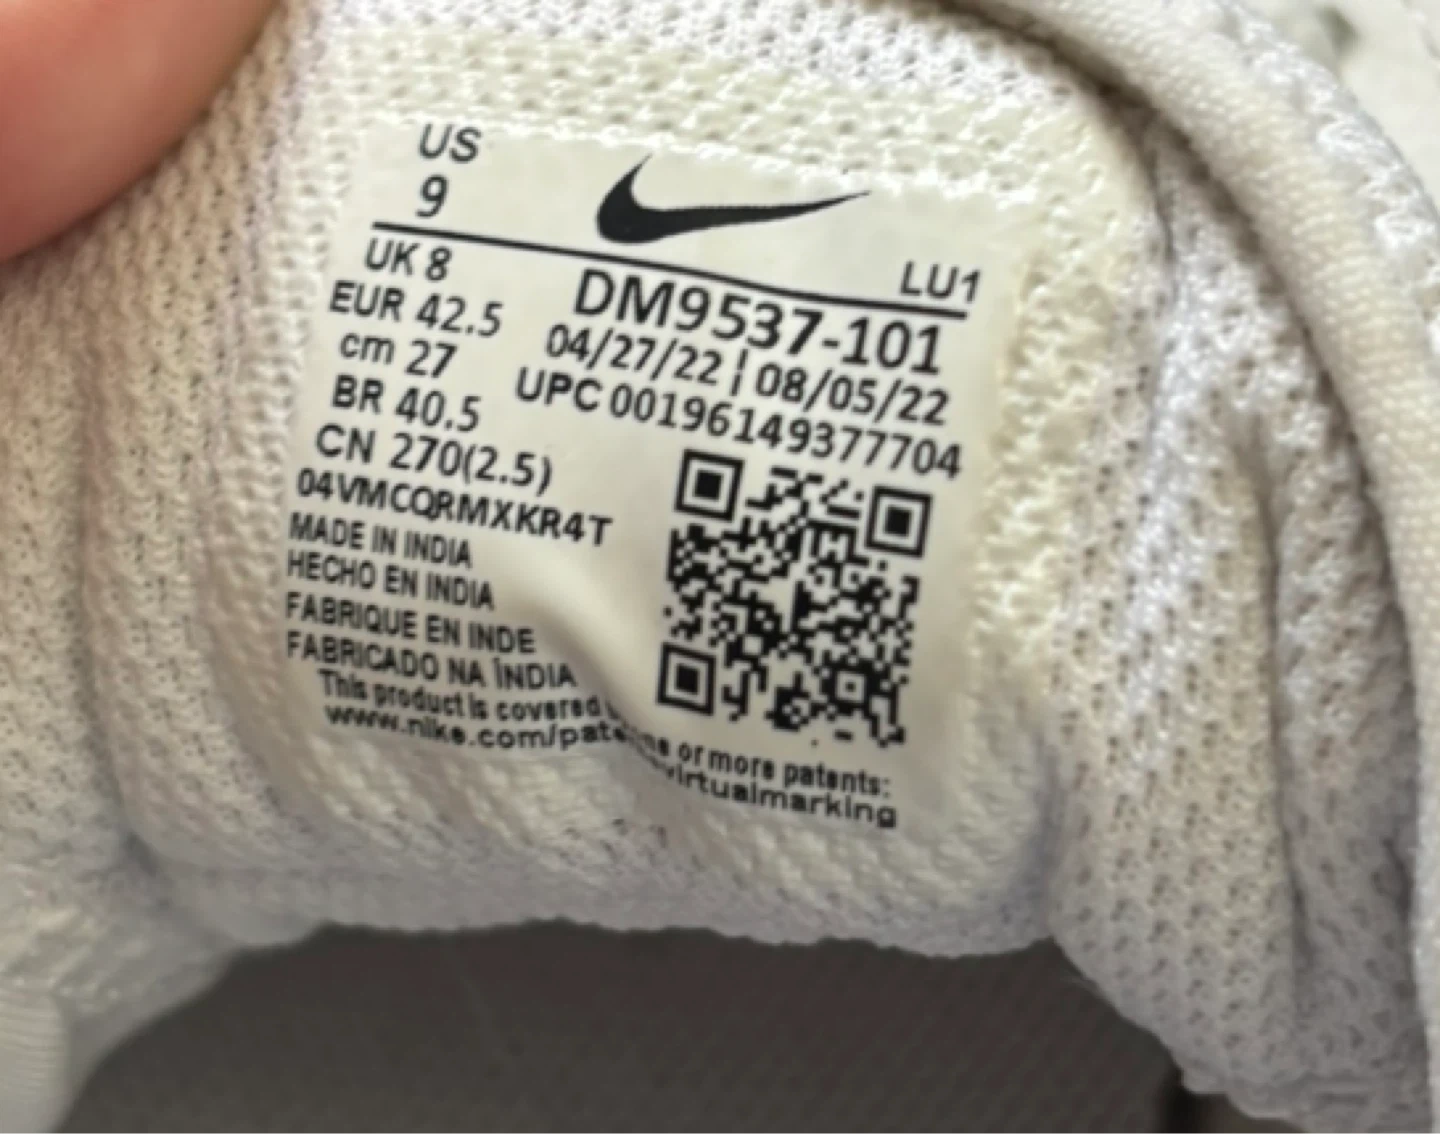 US
9
LU1
UK 8
EUR 42.5
cm 27
BR 40.5
CN 270(2.5)
DM9537-101
04/27/22 | 08/05/22
UPC 00196149377704
04VMCQRMXKR4T
MADE IN INDIA
HECHO EN INDIA
FABRIQUE EN INDE
FABRICADO NA ÎNDIA
This product is covered or more patents:
www.nike.com/pate virtualmarking